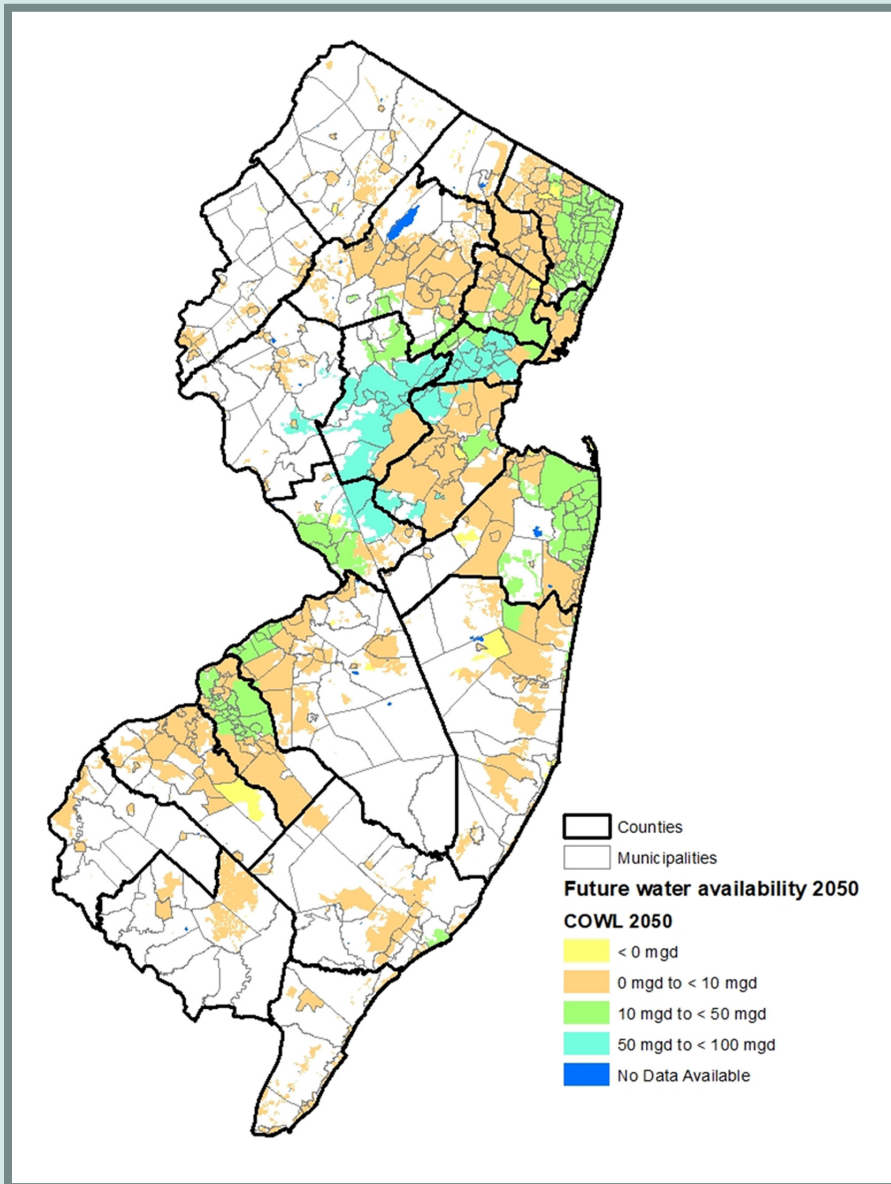 Counties
Municipalities
Future water availability 2050
COWL 2050
< 0 mgd
0 mgd to < 10 mgd
10 mgd to < 50 mgd
50 mgd to < 100 mgd
No Data Available